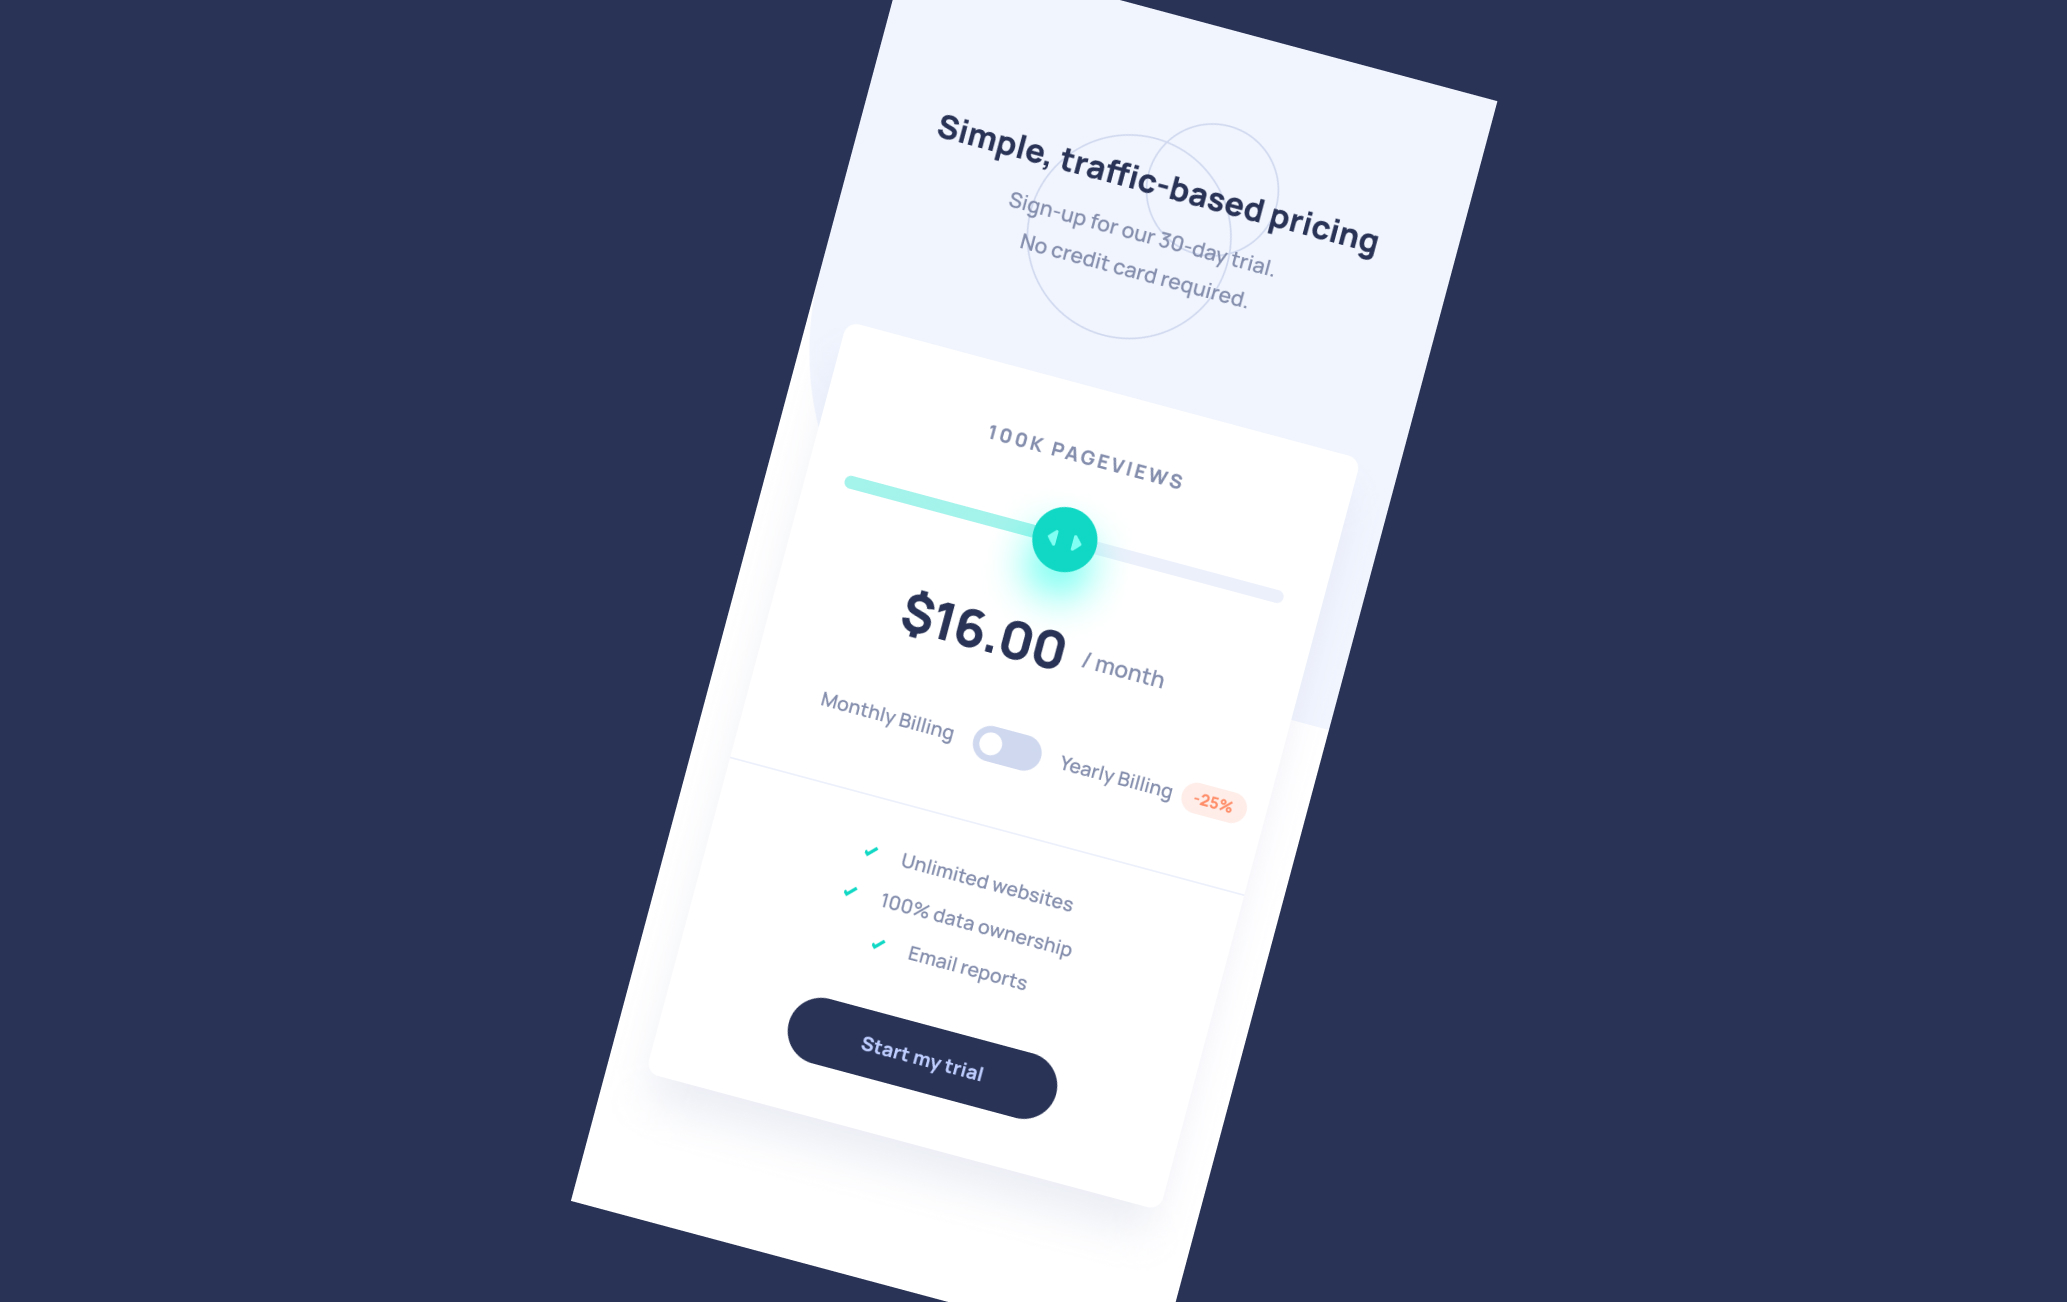 Simple, traffic-based pricing
Sign-up for our 30-day trial.
No credit card required.
100K PAGEVIEWS
$16.00 / month
Monthly Billing
Yearly Billing -25%
Unlimited websites
100% data ownership
Email reports
Start my trial